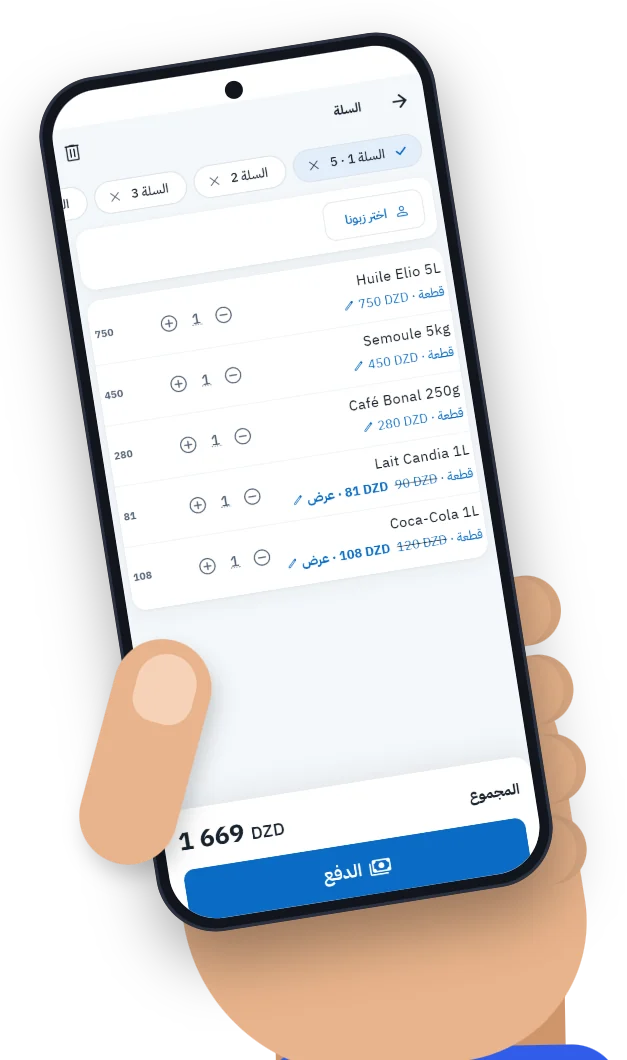 السلة
السلة 1 · 5
السلة 2
السلة 3
اختر زبونا
Huile Elio 5L
قطعة · 750 DZD
1
750
Semoule 5kg
قطعة · 450 DZD
1
450
Café Bonal 250g
قطعة · 280 DZD
1
280
Lait Candia 1L
قطعة · 90 DZD 81 DZD · عرض
1
81
Coca-Cola 1L
قطعة · 120 DZD 108 DZD · عرض
1
108
المجموع
1 669 DZD
الدفع